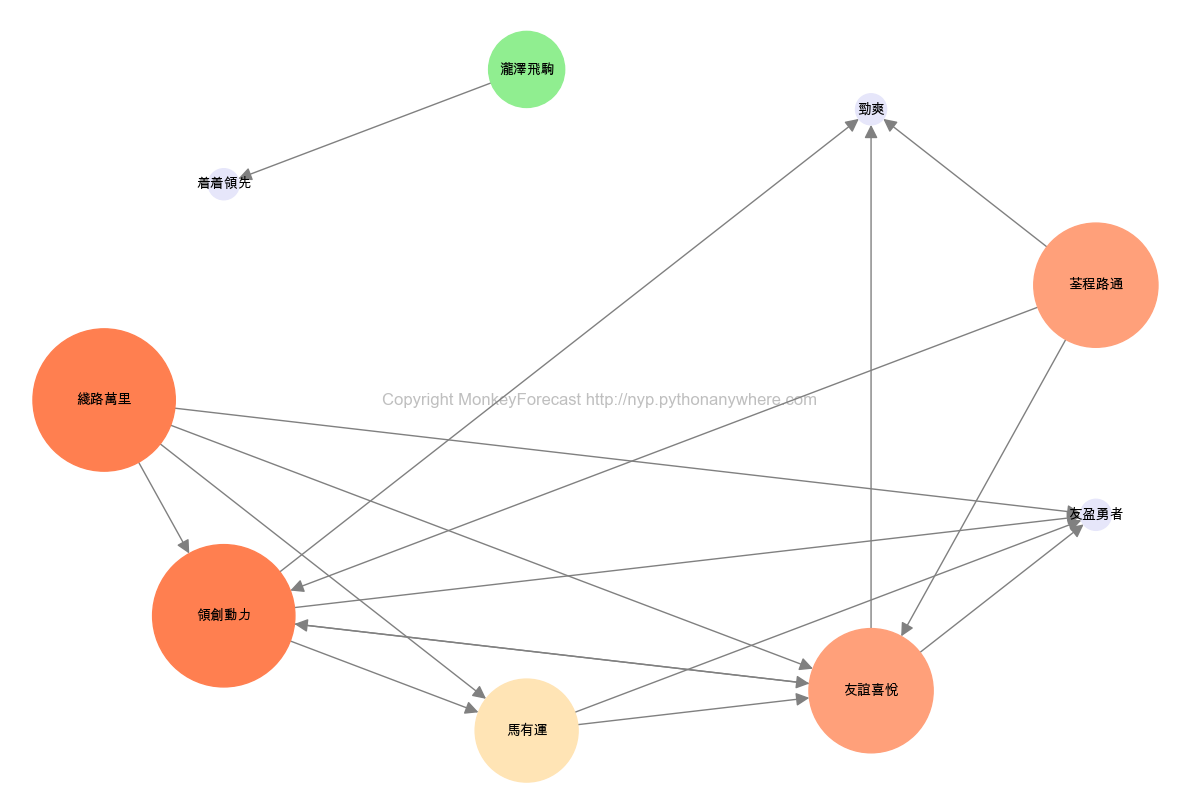 瀧澤飛駒
勁爽
着着領先
荃程路通
綫路萬里
Copyright MonkeyForecast http://nyp.pythonanywhere.com
友盈勇者
領創動力
友誼喜悅
馬有運